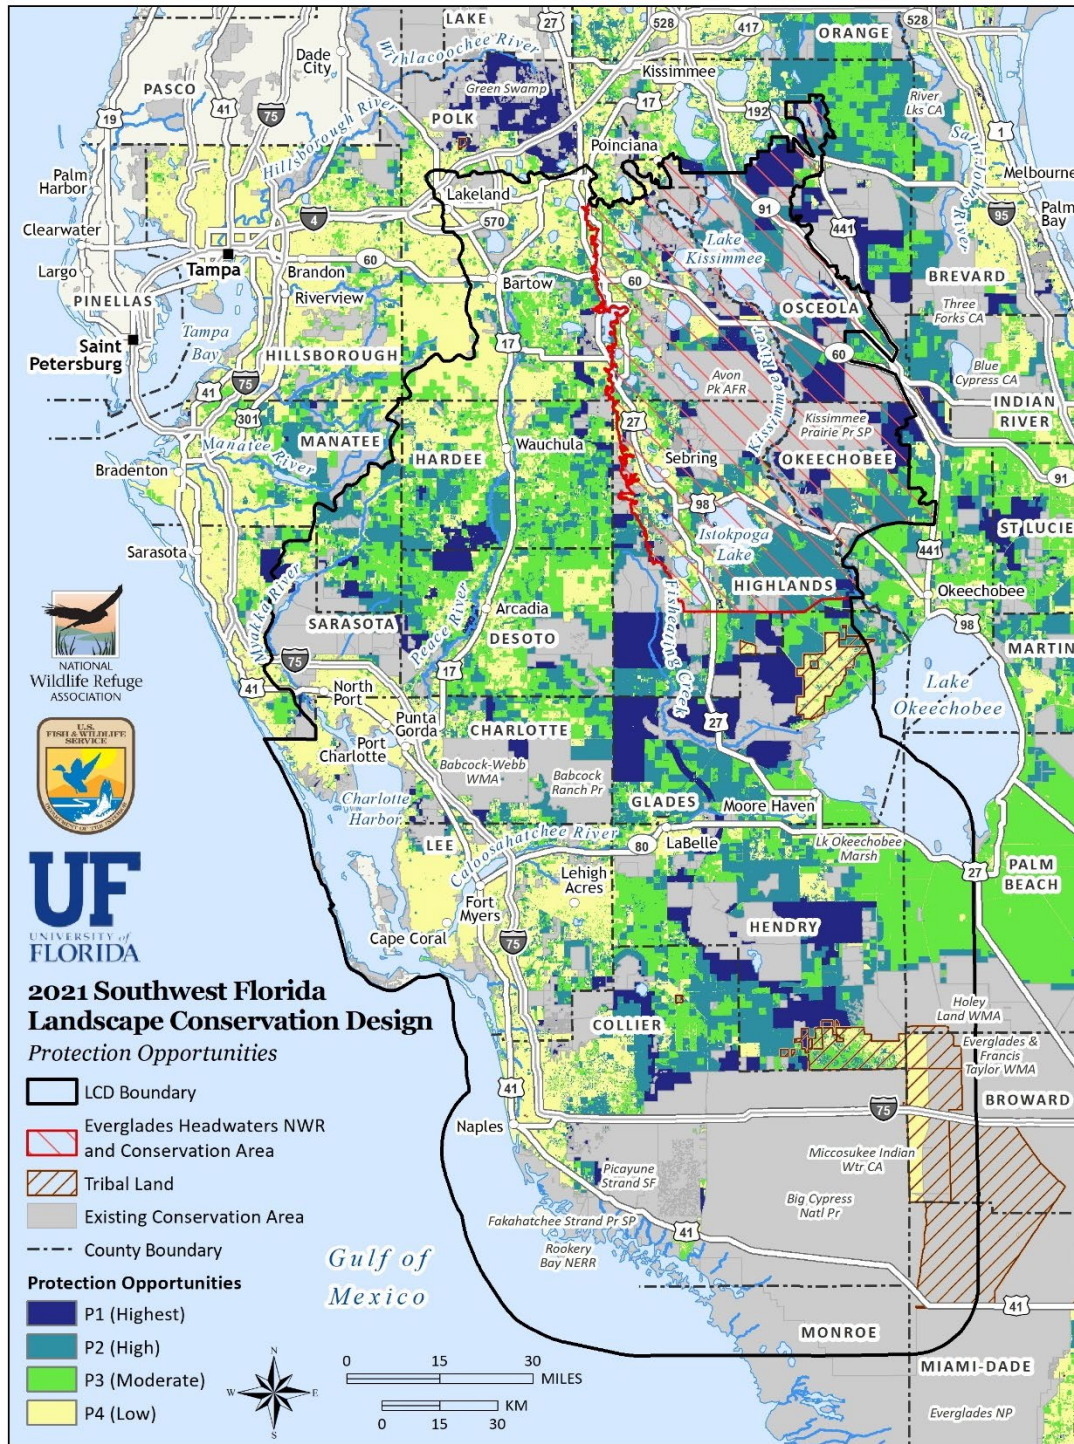 LAKE
27
528
417
ORANGE
528
Withlacoochee River
Dade
City
Kissimmee
PASCO
Green Swamp
41
75
19
17
192
River
Lks CA
1
POLK
Hillsborough River
Poinciana
St Johns River
Palm
Harbor
Lakeland
Melbourne
4
570
91
441
95
Palm
Bay
Clearwater
Tampa
Lake
Kissimmee
Largo
Brandon
60
Bartow
60
BREVARD
PINELLAS
Riverview
OSCEOLA
Three
Forks CA
Tampa
Bay
Saint
Petersburg
HILLSBOROUGH
17
60
Blue
Cypress CA
41
75
Avon
Pk AFR
Kissimmee River
301
27
Kissimmee
Prairie Pr SP
INDIAN
RIVER
MANATEE
Wauchula
Manatee River
HARDEE
Sebring
OKEECHOBEE
Bradenton
91
98
Istokpoga
Lake
ST LUCIE
Sarasota
441
HIGHLANDS
Myakka River
Peace River
Arcadia
Fisheating Creek
Okeechobee
SARASOTA
DESOTO
98
NATIONAL
Wildlife Refuge
ASSOCIATION
75
17
MARTIN
41
North
Port
Lake
Okeechobee
Punta
Gorda
CHARLOTTE
27
U.S.
FISH & WILDLIFE
SERVICE
DEPARTMENT OF THE INTERIOR
Port
Charlotte
Babcock-Webb
WMA
Babcock
Ranch Pr
Charlotte
Harbor
GLADES
Moore Haven
LEE
Caloosahatchee River
80
LaBelle
Lk Okeechobee
Marsh
27
PALM
BEACH
UF
UNIVERSITY of
FLORIDA
Lehigh
Acres
Fort
Myers
Cape Coral
75
HENDRY
2021 Southwest Florida
Landscape Conservation Design
Protection Opportunities
COLLIER
Holey
Land WMA
Everglades &
Francis
Taylor WMA
LCD Boundary
41
BROWARD
75
Everglades Headwaters NWR
and Conservation Area
Naples
Tribal Land
Miccosukee Indian
Wtr CA
Picayune
Strand SF
Existing Conservation Area
Big Cypress
Natl Pr
Fakahatchee Strand Pr SP
41
County Boundary
Rookery
Bay NERR
Gulf of
Mexico
Protection Opportunities
P1 (Highest)
41
P2 (High)
MONROE
P3 (Moderate)
MIAMI-DADE
P4 (Low)
N
W E
S
0 15 30
MILES
KM
0 15 30
Everglades NP